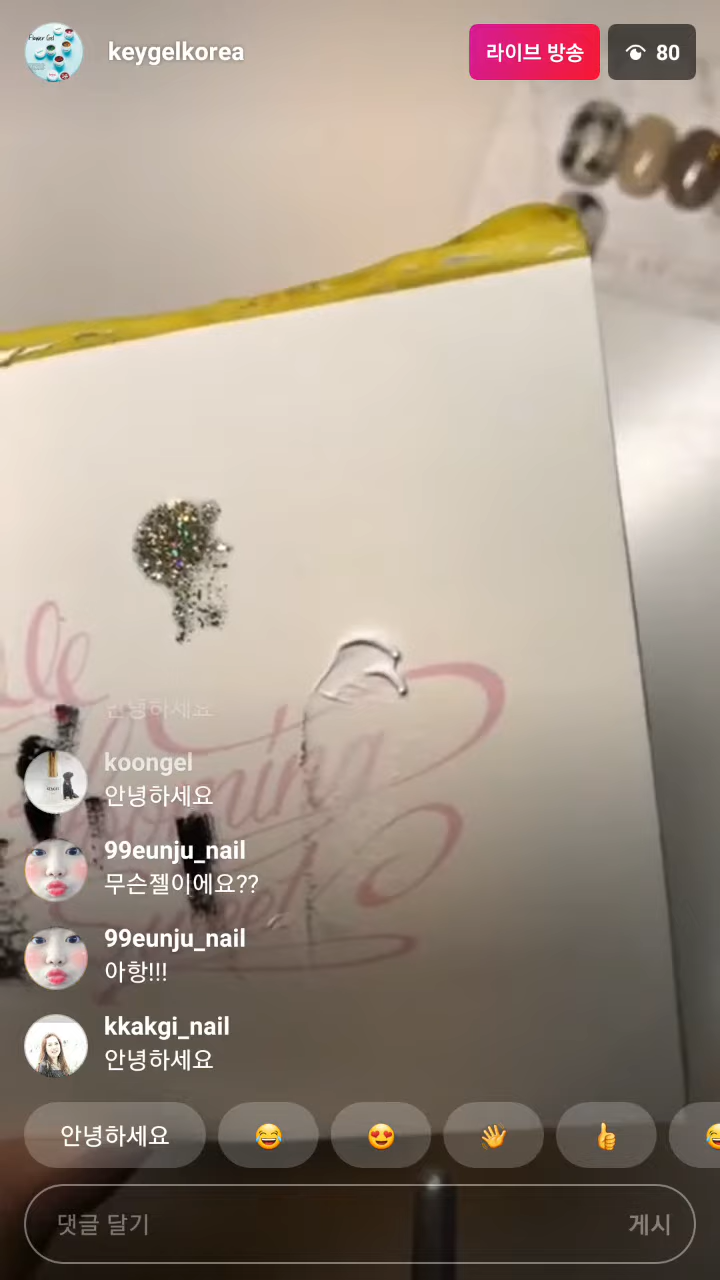 Flower Gel
keygelkorea
라이브 방송
80
안녕하세요
koongel
안녕하세요
99eunju_nail
무슨젤이에요??
99eunju_nail
아항!!!
kkakgi_nail
안녕하세요
안녕하세요
댓글 달기
게시